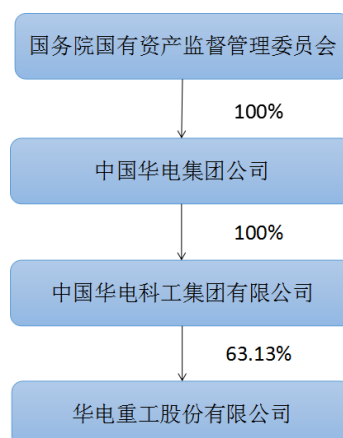 国务院国有资产监督管理委员会
100%
中国华电集团公司
100%
中国华电科工集团有限公司
63.13%
华电重工股份有限公司